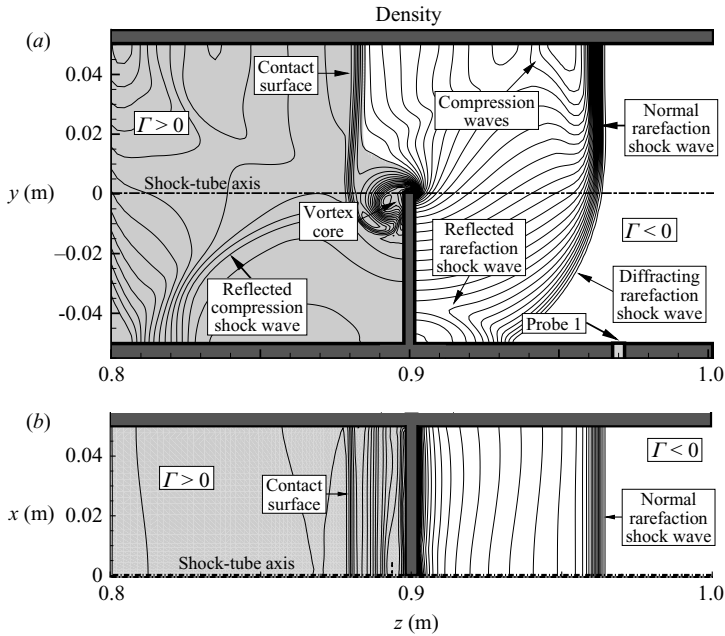 Density
(a)
0.04
0.02
0
−0.02
-0.04
y (m)
Γ > 0
Contact
surface
Compression
waves
Normal
rarefaction
shock wave
Shock-tube axis
Vortex
core
Γ < 0
Reflected
rarefaction
shock wave
Reflected
compression
shock wave
Diffracting
rarefaction
shock wave
Probe 1
0.8
0.9
1.0
(b)
0.04
0.02
0
x (m)
Γ > 0
Γ < 0
Contact
surface
Normal
rarefaction
shock wave
Shock-tube axis
0.8
0.9
1.0
z (m)